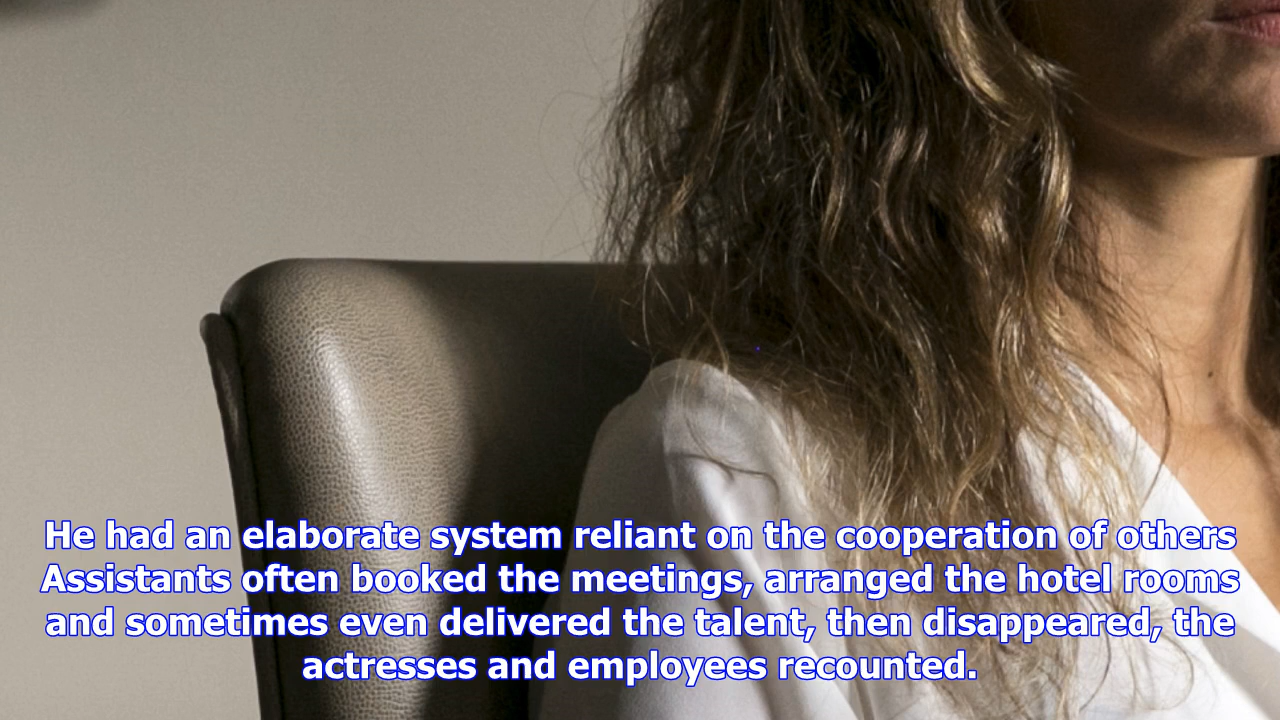 He had an elaborate system reliant on the cooperation of others
Assistants often booked the meetings, arranged the hotel rooms
and sometimes even delivered the talent, then disappeared, the
actresses and employees recounted.